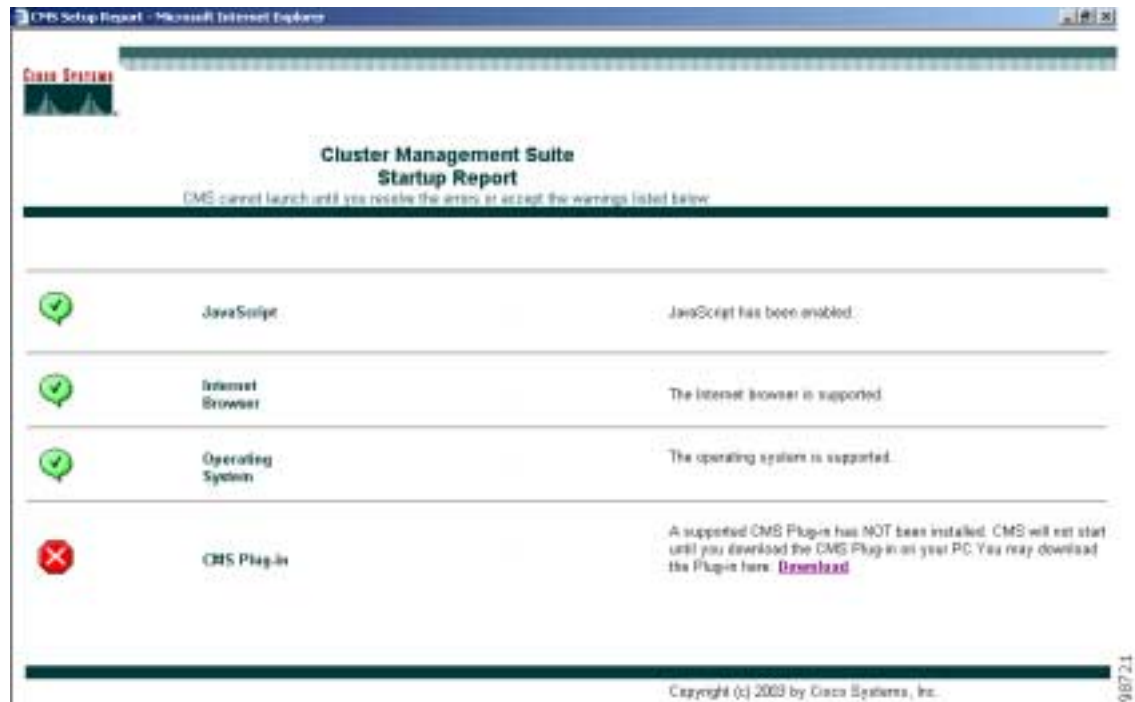 CMS Setup Report - Microsoft Internet Explorer
CISCO SYSTEMS
Cluster Management Suite
Startup Report
CMS cannot launch until you resolve the errors or accept the warnings listed below
JavaScript
JavaScript has been enabled.
Internet
Browser
The Internet browser is supported.
Operating
System
The operating system is supported.
CMS Plug-in
A supported CMS Plug-in has NOT been installed. CMS will not start
until you download the CMS Plug-in on your PC. You may download
the Plug-in here: Download
Copyright (c) 2003 by Cisco Systems, Inc.
98721